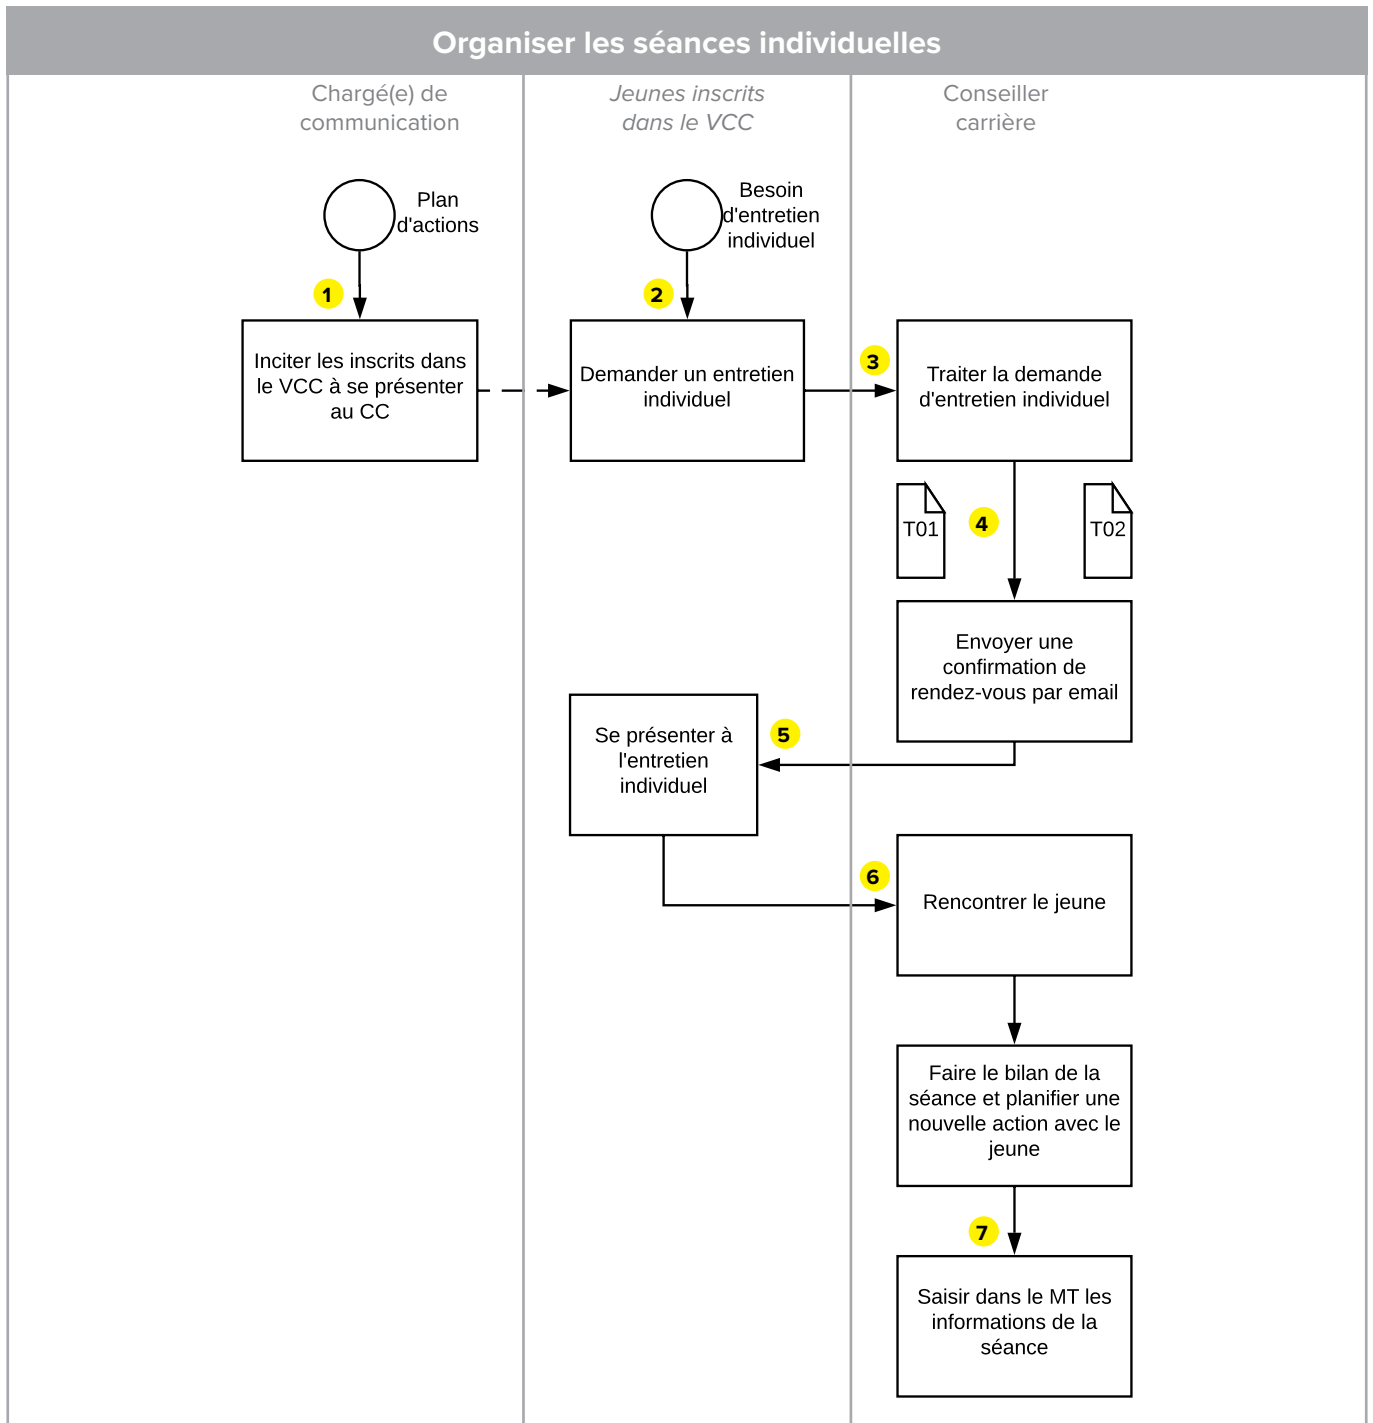 Organiser les séances individuelles
Chargé(e) de
communication
Jeunes inscrits
dans le VCC
Conseiller
carrière
Plan
d'actions
Besoin
d'entretien
individuel
1
2
Inciter les inscrits dans
le VCC à se présenter
au CC
Demander un entretien
individuel
3
Traiter la demande
d'entretien individuel
T01
4
T02
Envoyer une
confirmation de
rendez-vous par email
Se présenter à
l'entretien
individuel
5
6
Rencontrer le jeune
Faire le bilan de la
séance et planifier une
nouvelle action avec le
jeune
7
Saisir dans le MT les
informations de la
séance